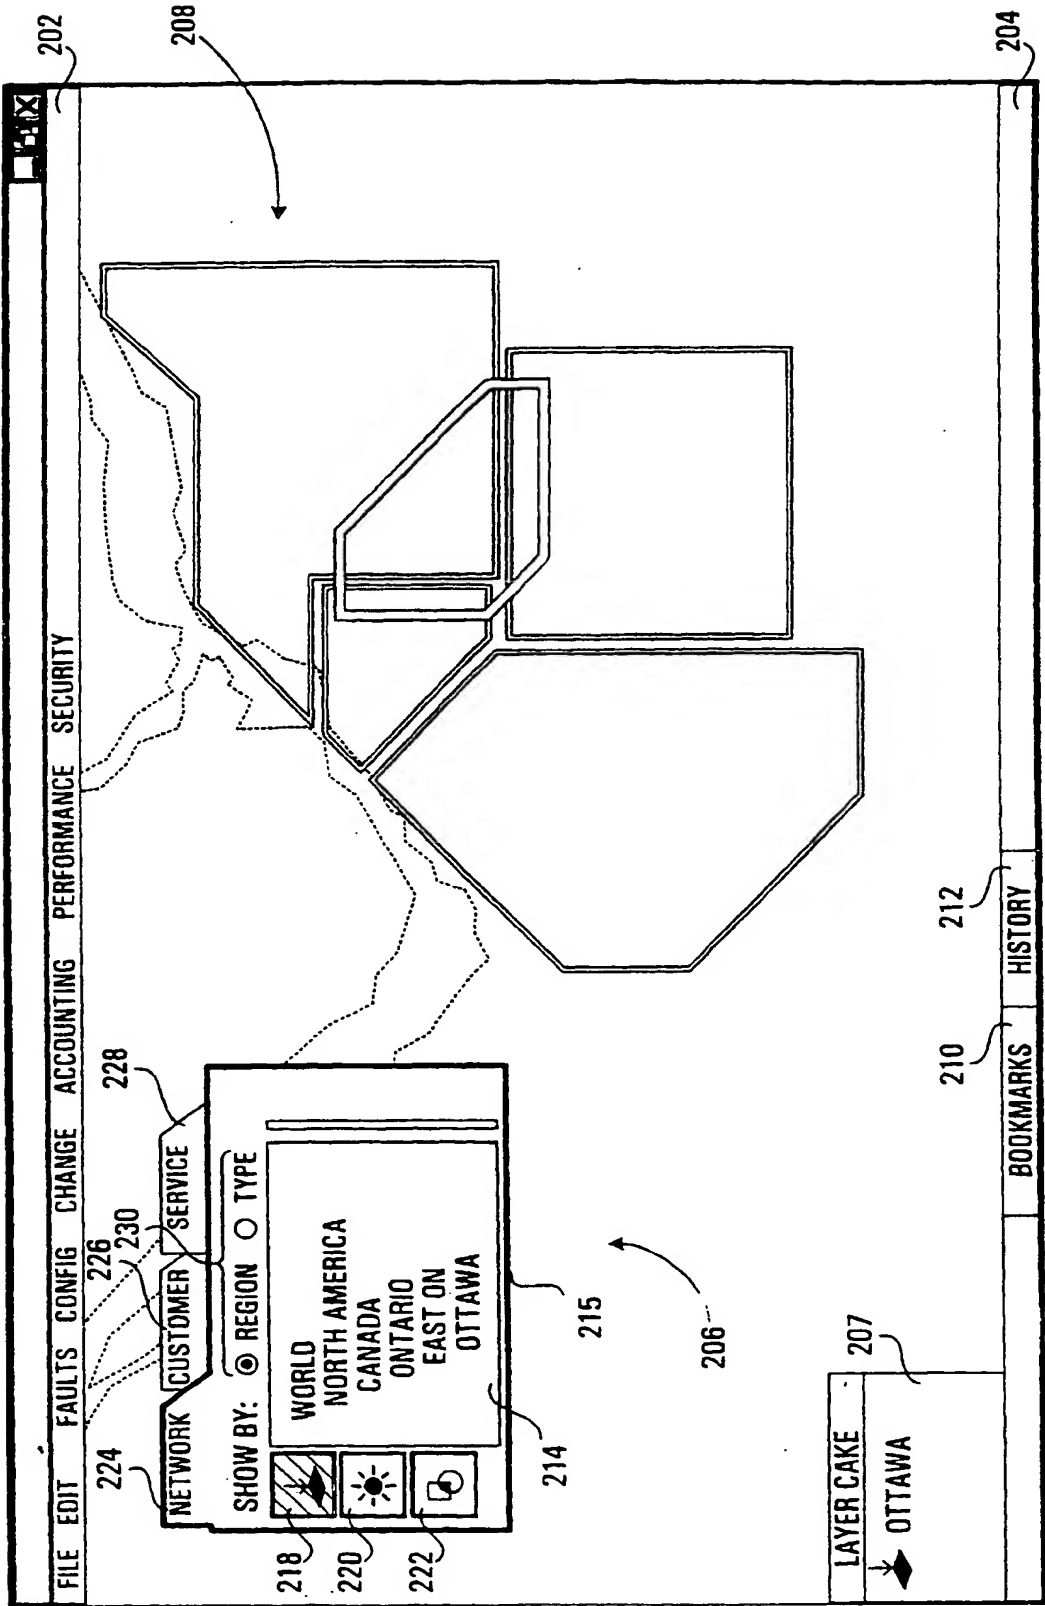 202
FILE EDIT FAULTS CONFIG CHANGE ACCOUNTING PERFORMANCE SECURITY
208
224
226
230
228
NETWORK
CUSTOMER
SERVICE
SHOW BY: REGION TYPE
218
220
222
WORLD
NORTH AMERICA
CANADA
ONTARIO
EAST ON
OTTAWA
214
215
206
LAYER CAKE
207
OTTAWA
210
212
BOOKMARKS
HISTORY
204